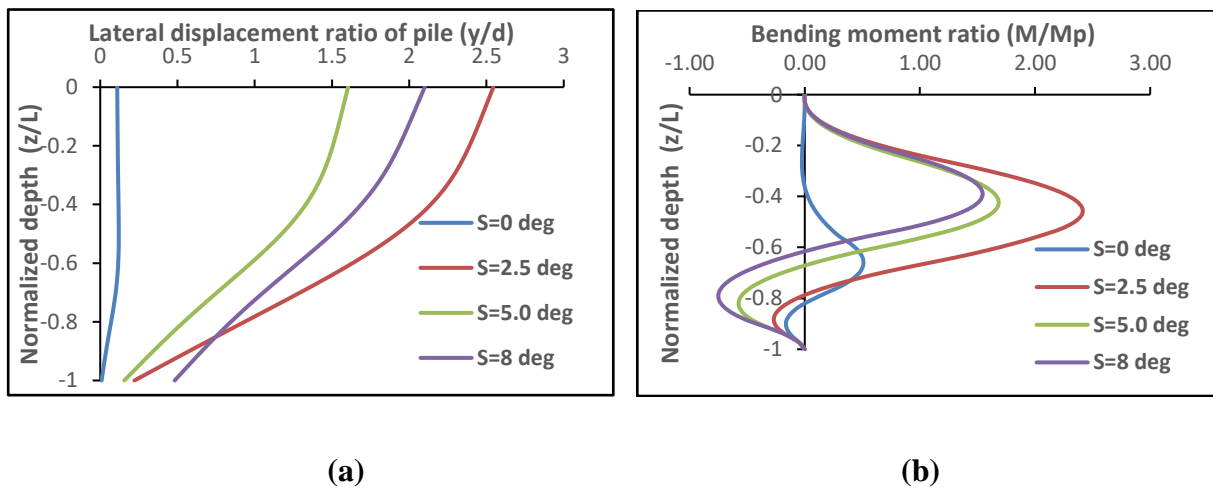 Lateral displacement ratio of pile (y/d)
0 0.5 1 1.5 2 2.5 3
Normalized depth (z/L)
0
-0.2
-0.4
-0.6
-0.8
-1
S=0 deg
S=2.5 deg
S=5.0 deg
S=8 deg
(a)
Bending moment ratio (M/Mp)
-1.00 0.00 1.00 2.00 3.00
Normalized depth (z/L)
0
-0.2
-0.4
-0.6
-0.8
-1
S=0 deg
S=2.5 deg
S=5.0 deg
S=8 deg
(b)